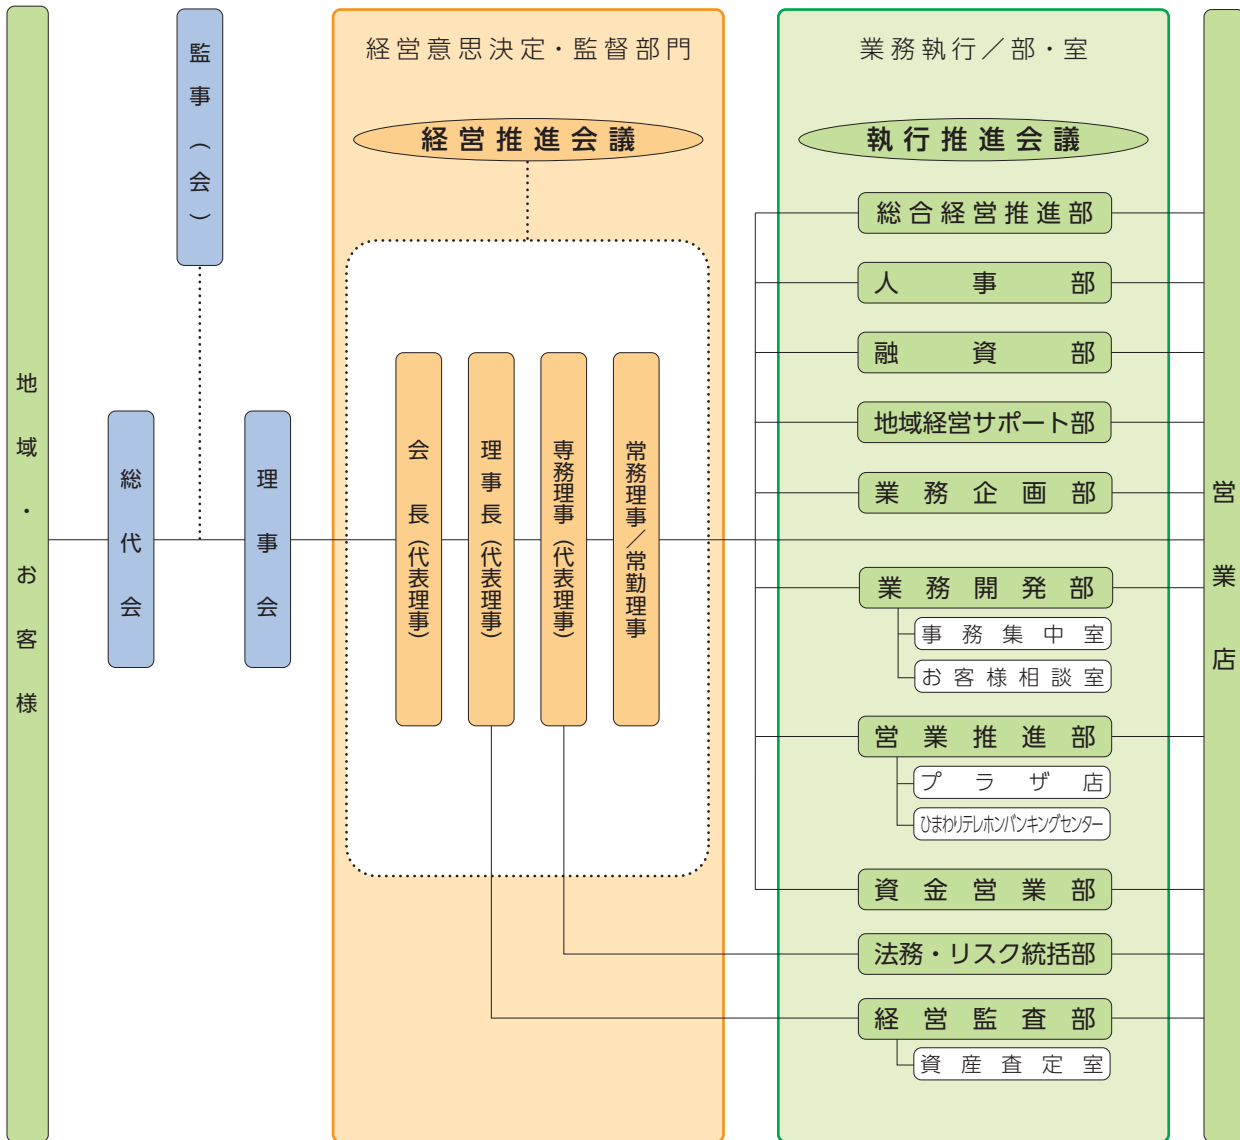 地域・お客様
監事（会）
総代会
理事会
経営意思決定・監督部門
経営推進会議
会長（代表理事）
理事長（代表理事）
専務理事（代表理事）
常務理事／常勤理事
業務執行／部・室
執行推進会議
総合経営推進部
人事部
融資部
地域経営サポート部
業務企画部
業務開発部
事務集中室
お客様相談室
営業推進部
プラザ店
ひまわりテレホンバンキングセンター
資金営業部
法務・リスク統括部
経営監査部
資産査定室
営業店